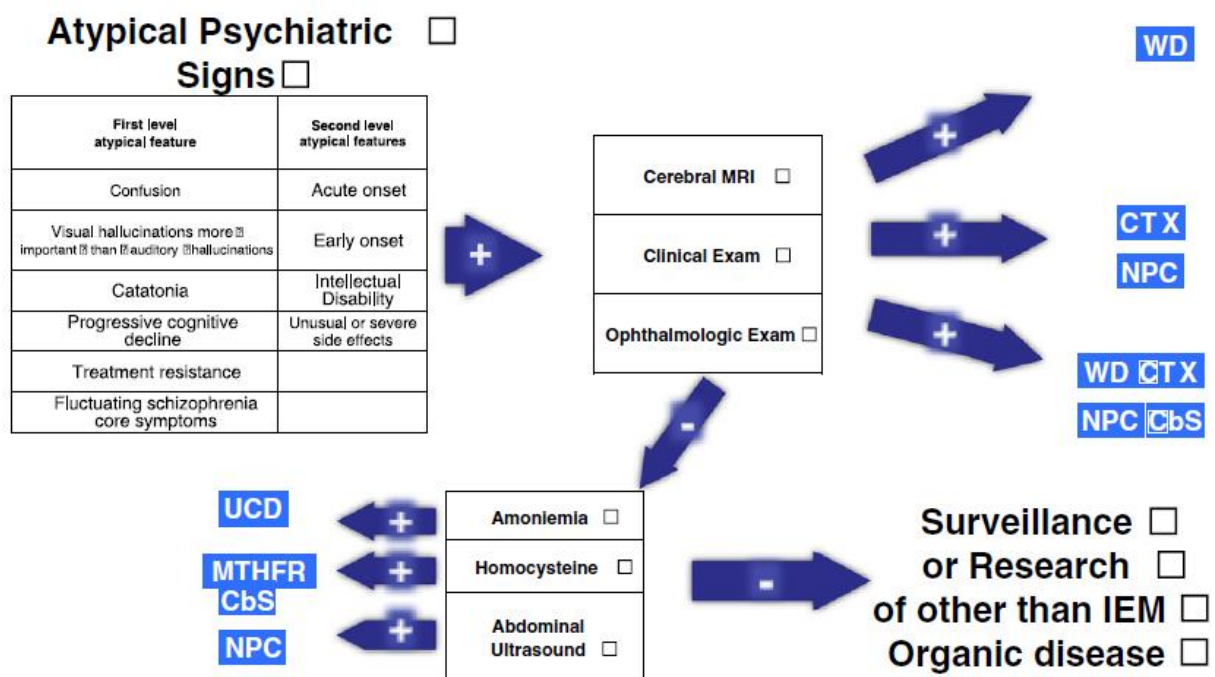 Atypical Psychiatric □
Signs □
First level
atypical feature
Second level
atypical features
Confusion
Acute onset
Visual hallucinations more
important than auditory hallucinations
Early onset
Catatonia
Intellectual
Disability
Progressive cognitive
decline
Unusual or severe
side effects
Treatment resistance
Fluctuating schizophrenia
core symptoms
+
Cerebral MRI □
Clinical Exam □
Ophthalmologic Exam □
+
WD
+
CTX
NPC
+
WD CTX
NPC CbS
-
Amoniemia □
Homocysteine □
Abdominal
Ultrasound □
+
UCD
+
MTHFR
CbS
+
NPC
-
Surveillance □
or Research □
of other than IEM □
Organic disease □